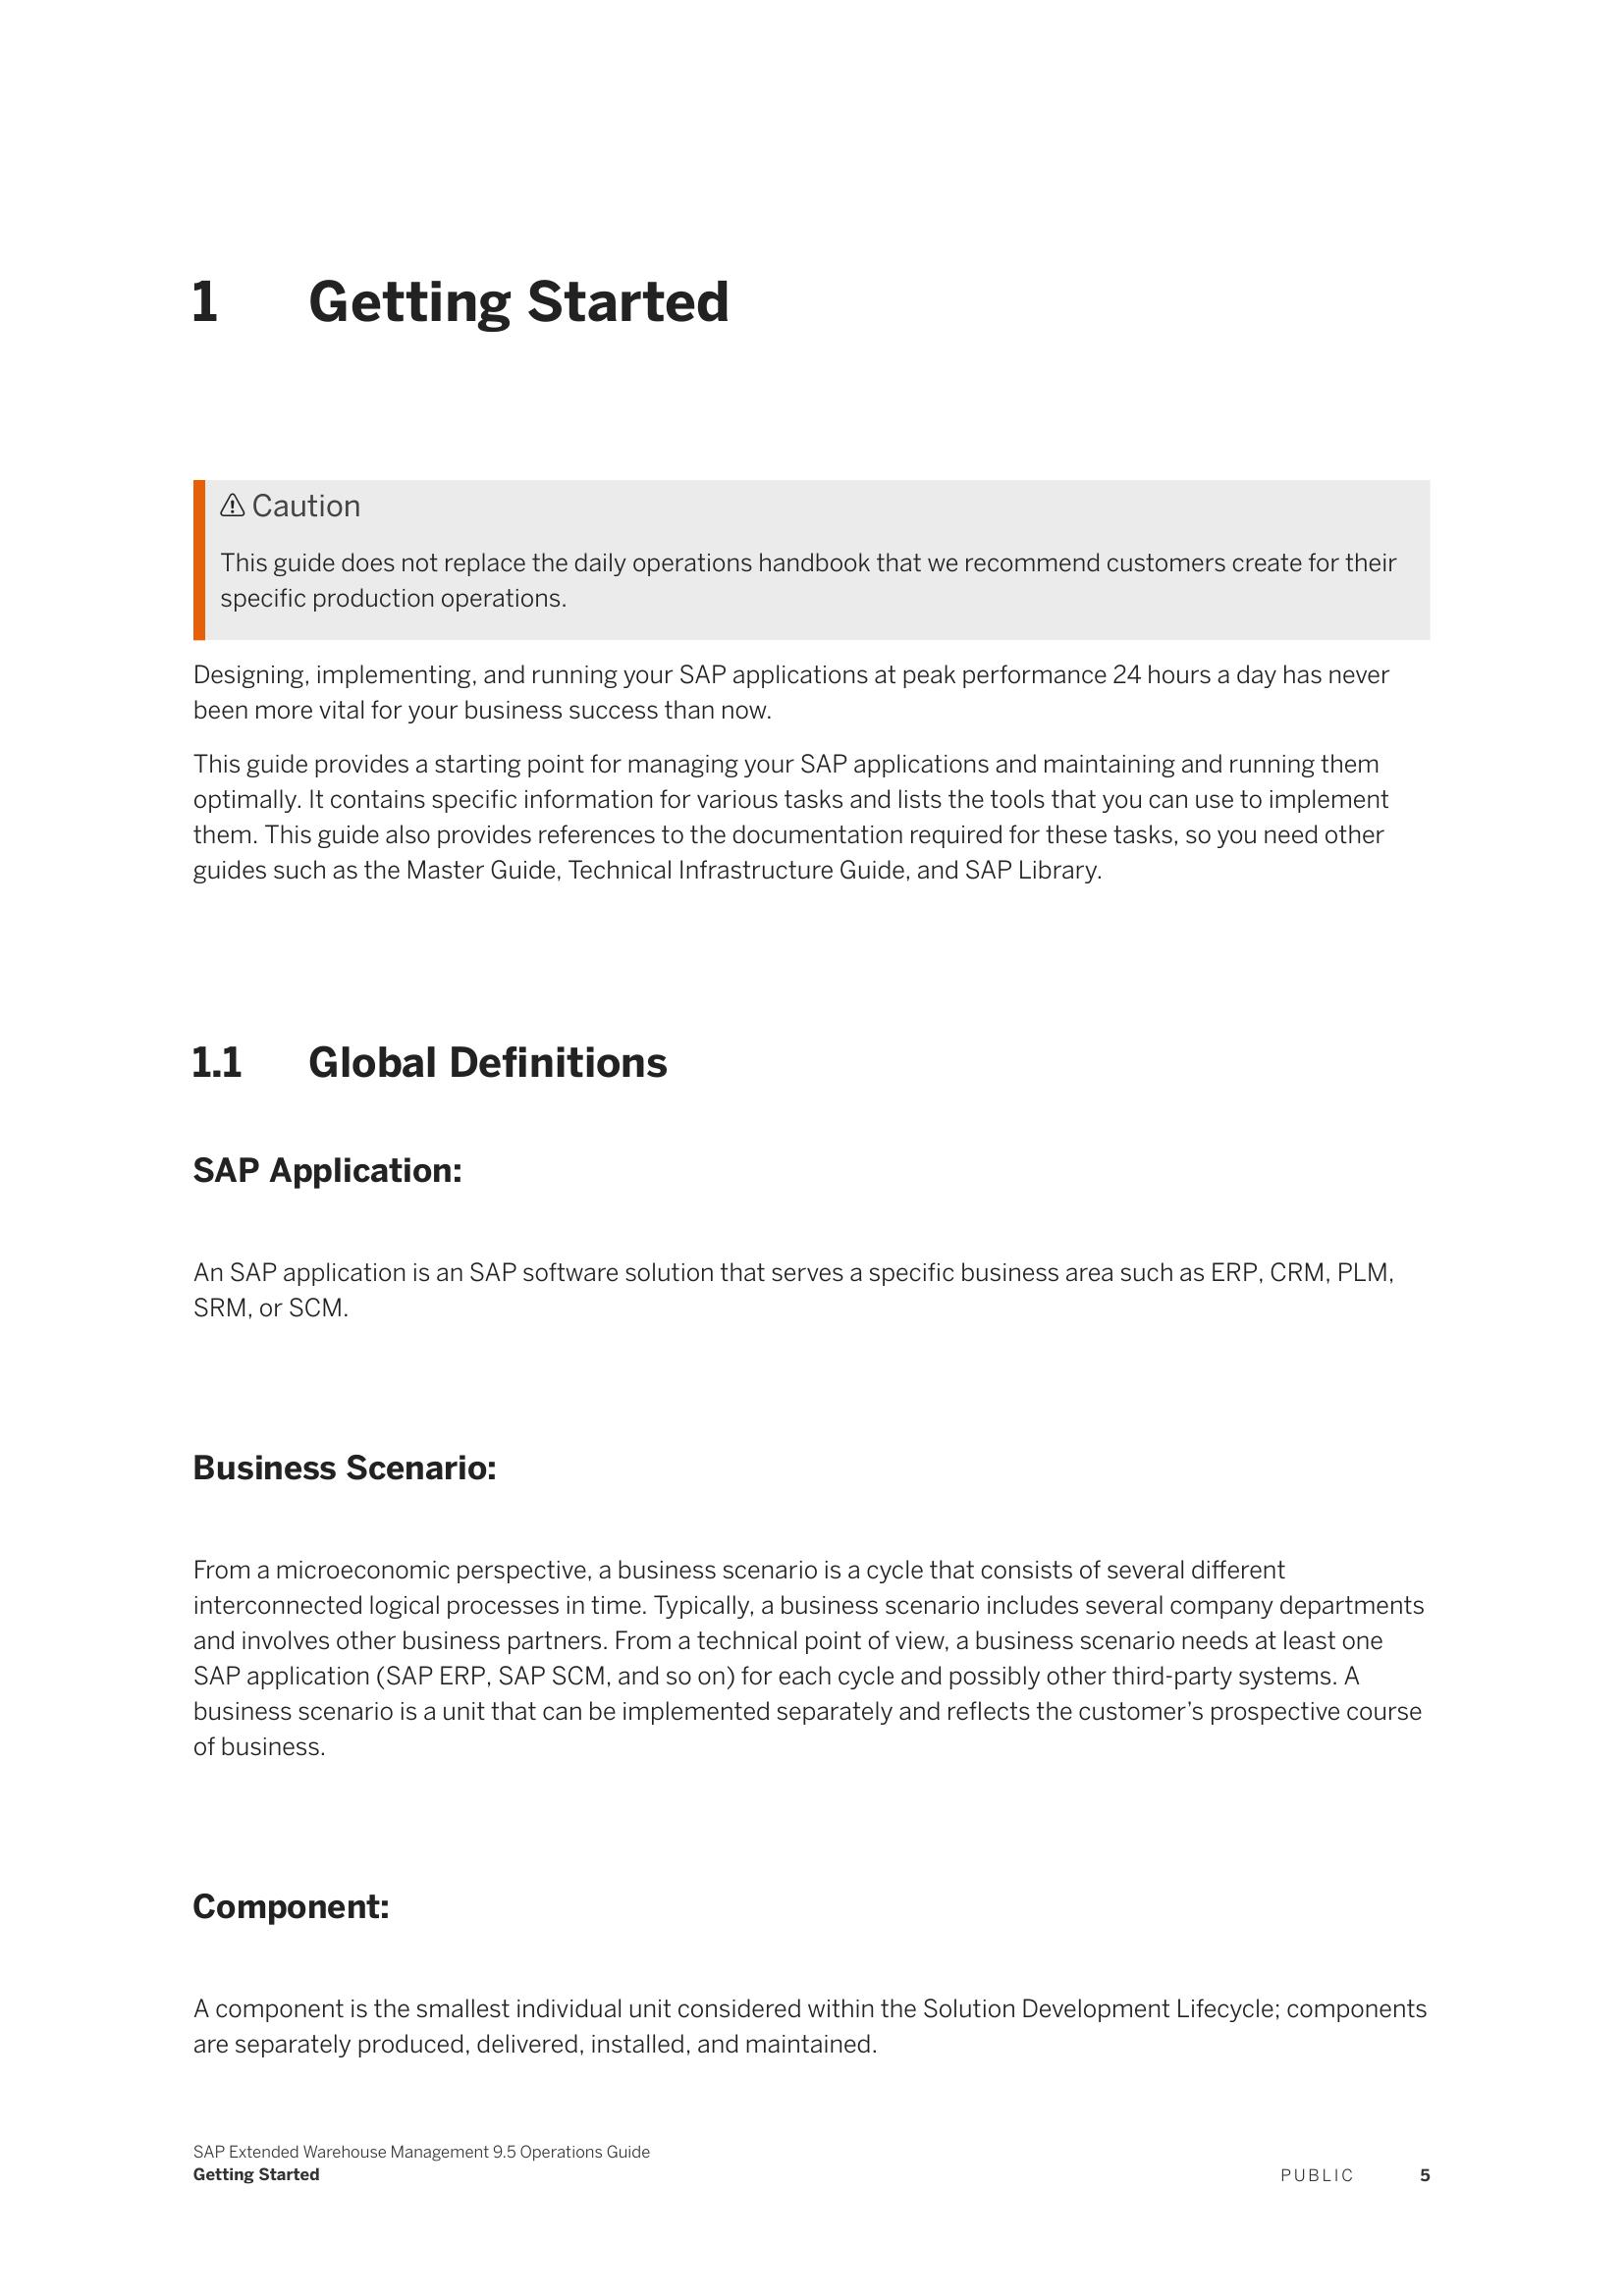 1 Getting Started
⚠ Caution
This guide does not replace the daily operations handbook that we recommend customers create for their
specific production operations.
Designing, implementing, and running your SAP applications at peak performance 24 hours a day has never
been more vital for your business success than now.
This guide provides a starting point for managing your SAP applications and maintaining and running them
optimally. It contains specific information for various tasks and lists the tools that you can use to implement
them. This guide also provides references to the documentation required for these tasks, so you need other
guides such as the Master Guide, Technical Infrastructure Guide, and SAP Library.
1.1 Global Definitions
SAP Application:
An SAP application is an SAP software solution that serves a specific business area such as ERP, CRM, PLM,
SRM, or SCM.
Business Scenario:
From a microeconomic perspective, a business scenario is a cycle that consists of several different
interconnected logical processes in time. Typically, a business scenario includes several company departments
and involves other business partners. From a technical point of view, a business scenario needs at least one
SAP application (SAP ERP, SAP SCM, and so on) for each cycle and possibly other third-party systems. A
business scenario is a unit that can be implemented separately and reflects the customer’s prospective course
of business.
Component:
A component is the smallest individual unit considered within the Solution Development Lifecycle; components
are separately produced, delivered, installed, and maintained.
SAP Extended Warehouse Management 9.5 Operations Guide
Getting Started PUBLIC 5